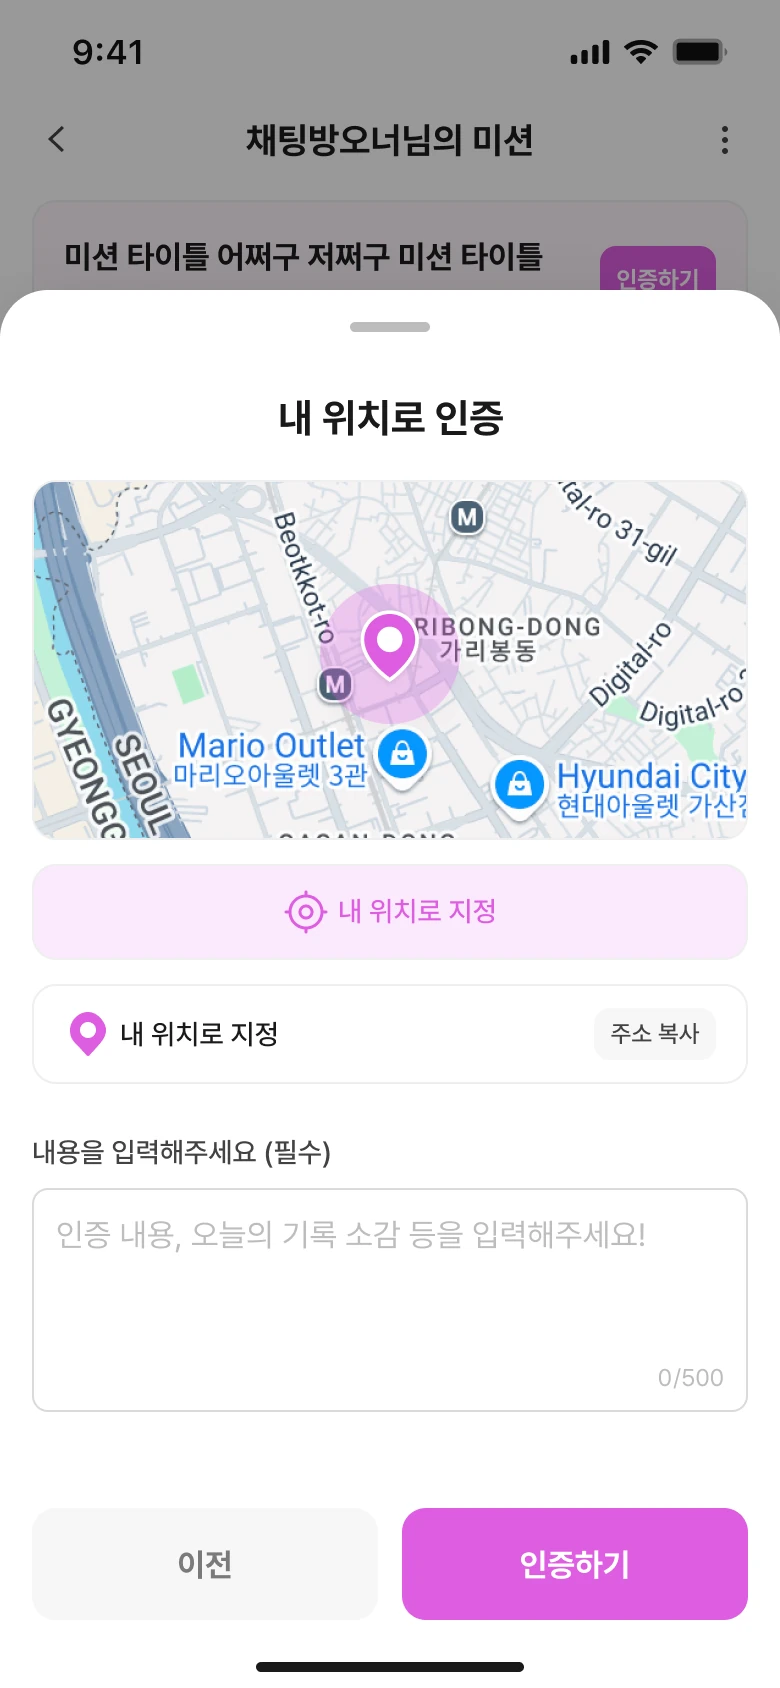 9:41
채팅방오너님의 미션
미션 타이틀 어쩌구 저쩌구 미션 타이틀
인증하기
내 위치로 인증
M
Digital-ro 31-gil
Beotkkot-ro
RIBONG-DONG
가리봉동
M
Digital-ro
Digital-ro
GYEONGG
SEOUL
Mario Outlet
마리오아울렛 3관
Hyundai City
현대아울렛 가산점
GASAN-DONG
내 위치로 지정
내 위치로 지정
주소 복사
내용을 입력해주세요 (필수)
인증 내용, 오늘의 기록 소감 등을 입력해주세요!
0/500
이전
인증하기